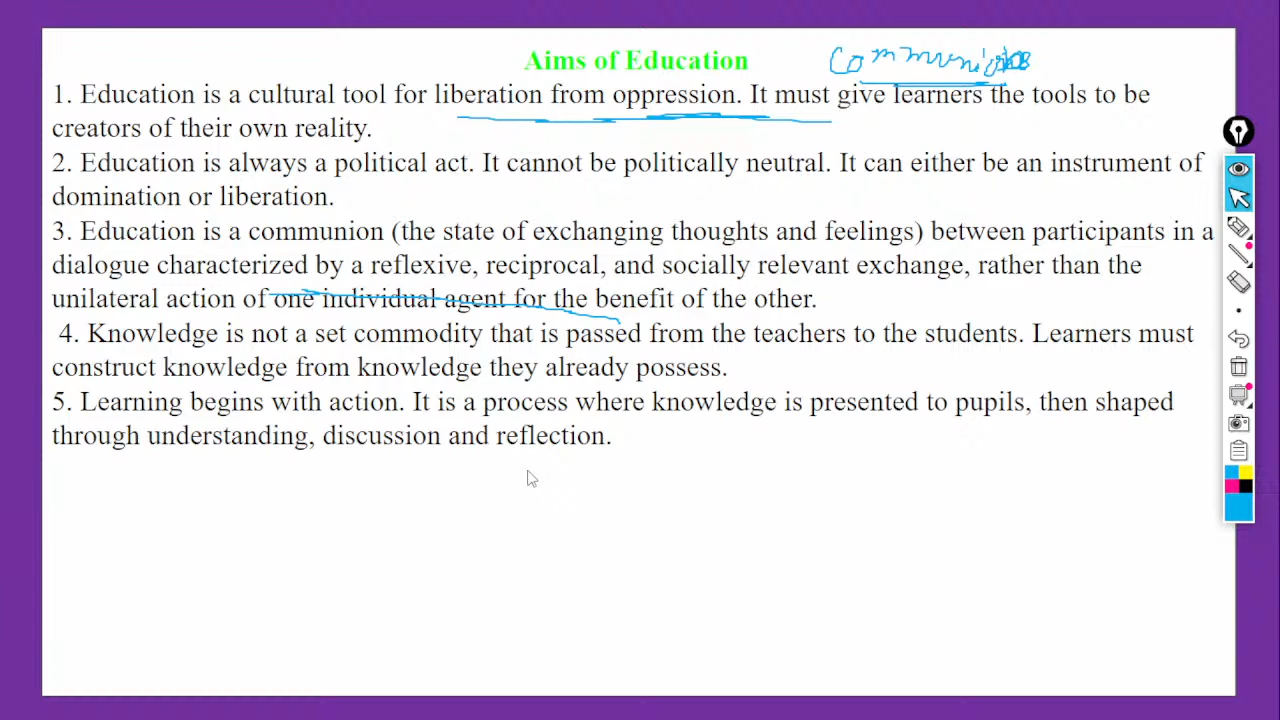 Aims of Education
1. Education is a cultural tool for liberation from oppression. It must give learners the tools to be
creators of their own reality.
2. Education is always a political act. It cannot be politically neutral. It can either be an instrument of
domination or liberation.
3. Education is a communion (the state of exchanging thoughts and feelings) between participants in a
dialogue characterized by a reflexive, reciprocal, and socially relevant exchange, rather than the
unilateral action of one individual agent for the benefit of the other.
4. Knowledge is not a set commodity that is passed from the teachers to the students. Learners must
construct knowledge from knowledge they already possess.
5. Learning begins with action. It is a process where knowledge is presented to pupils, then shaped
through understanding, discussion and reflection.